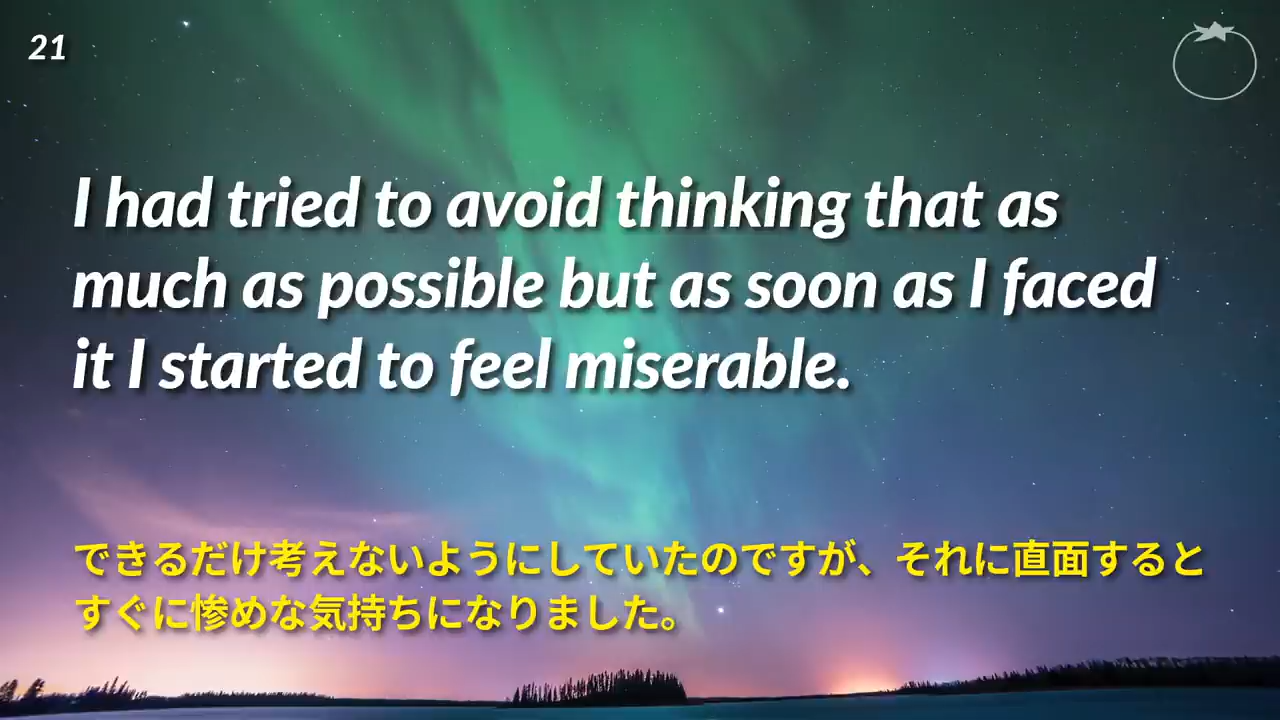 21
I had tried to avoid thinking that as
much as possible but as soon as I faced
it I started to feel miserable.
できるだけ考えないようにしていたのですが、それに直面すると
すぐに惨めな気持ちになりました。